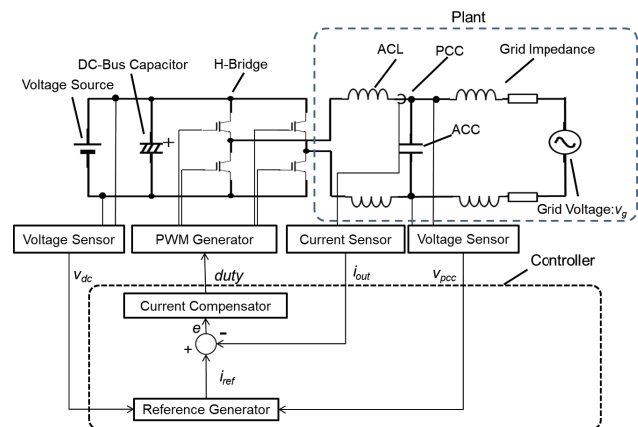 Plant
ACL
PCC
Grid Impedance
DC-Bus Capacitor
H-Bridge
Voltage Source
+
ACC
Grid Voltage:vg
Voltage Sensor
PWM Generator
Current Sensor
Voltage Sensor
vdc
duty
iout
vpcc
Controller
Current Compensator
e
-
+
iref
Reference Generator